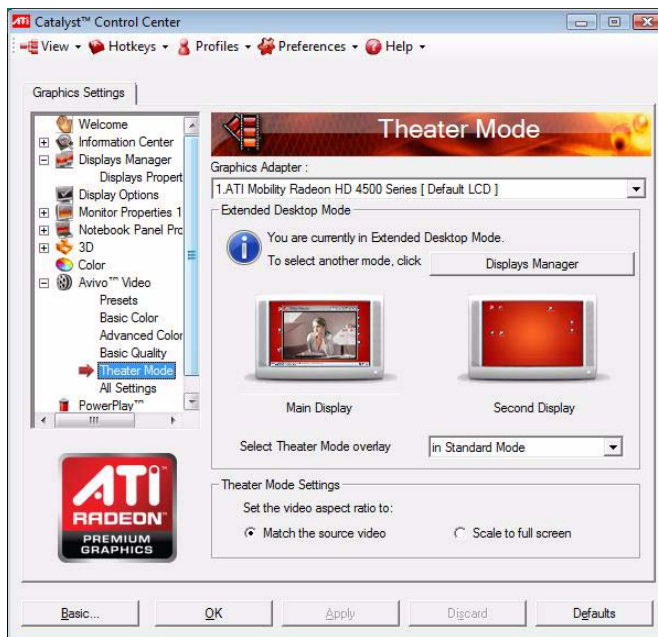 ATI Catalyst™ Control Center
View Hotkeys Profiles Preferences Help
Graphics Settings
Welcome
Information Center
Displays Manager
Displays Propert
Display Options
Monitor Properties 1
Notebook Panel Prc
3D
Color
Avivo™ Video
Presets
Basic Color
Advanced Color
Basic Quality
Theater Mode
All Settings
PowerPlay™
ATI
RADEON
PREMIUM
GRAPHICS
Theater Mode
Graphics Adapter :
1.ATI Mobility Radeon HD 4500 Series [ Default LCD ]
Extended Desktop Mode
You are currently in Extended Desktop Mode.
To select another mode, click Displays Manager
Main Display Second Display
Select Theater Mode overlay in Standard Mode
Theater Mode Settings
Set the video aspect ratio to:
Match the source video Scale to full screen
Basic... OK Apply Discard Defaults